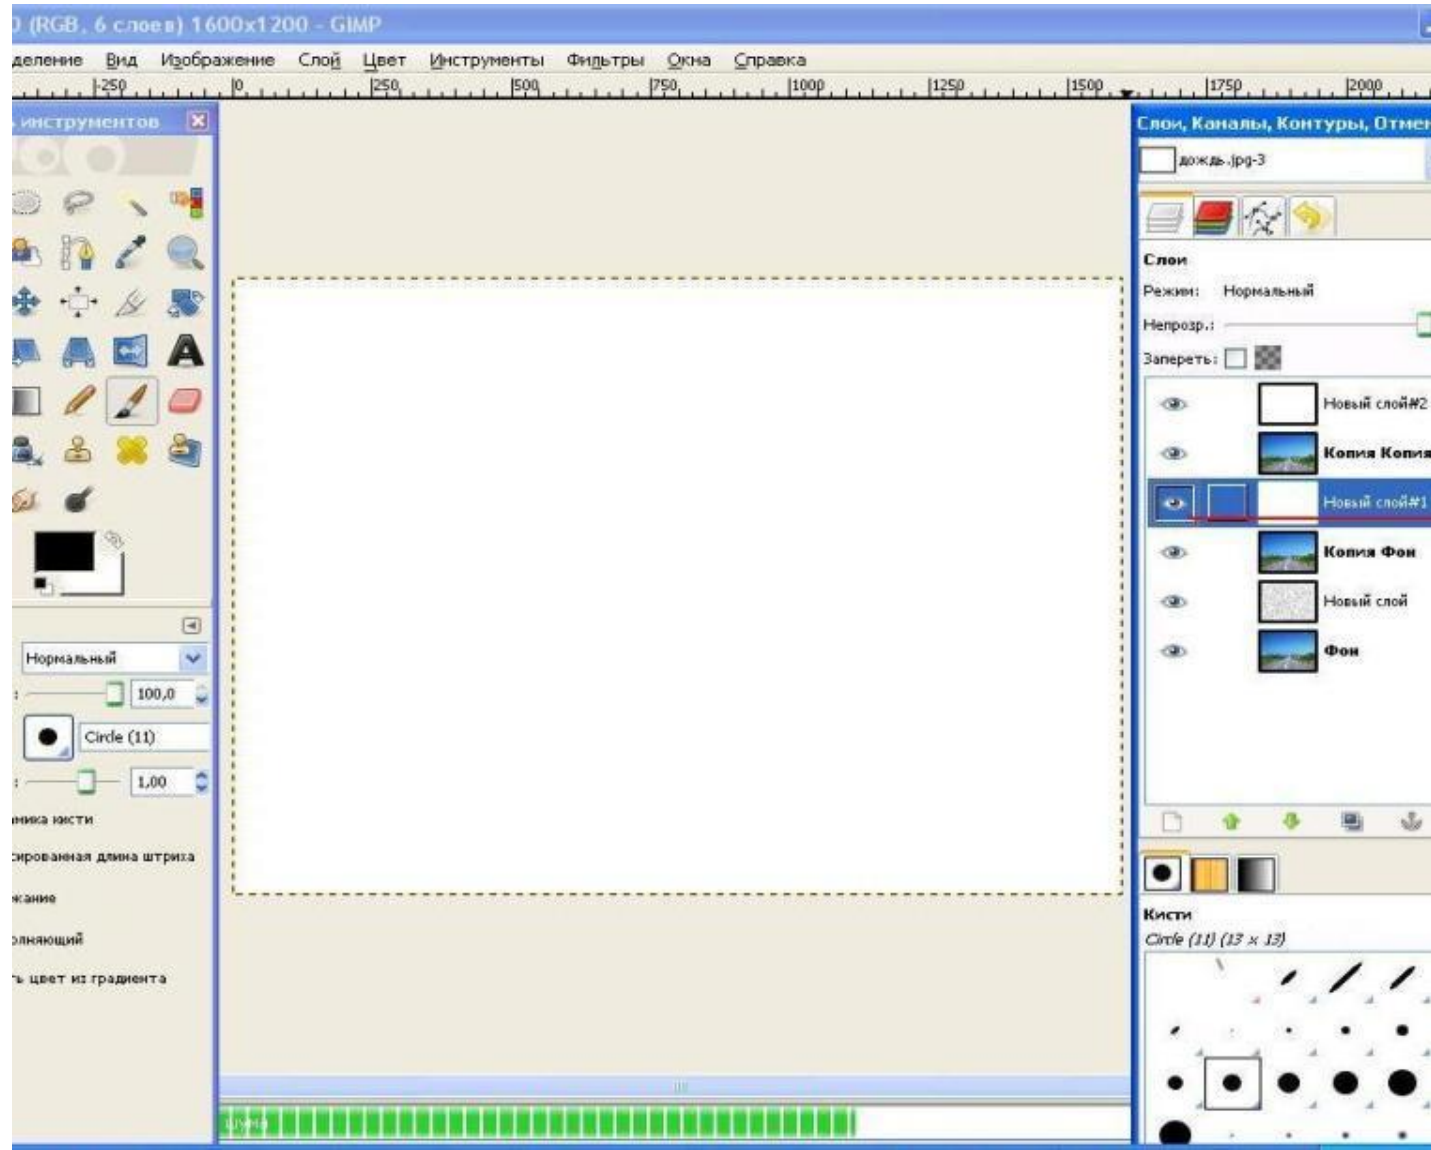 (RGB, 6 слоев) 1600x1200 - GIMP
деление Вид Изображение Слой Цвет Инструменты Фильтры Окна Справка
-250 0 250 500 750 1000 1250 1500 1750 2000
инструментов
Слои, Каналы, Контуры, Отмен
дождь.jpg-3
Слои
Режим: Нормальный
Непрозр.:
Запереть:
Новый слой#2
Копия Копия
Новый слой#1
Копия Фон
Новый слой
Фон
Нормальный
100,0
Circle (11)
1,00
амика кисти
сированная длина штриха
жание
олняющий
ь цвет из градиента
Кисти
Circle (11) (13 x 13)
шума